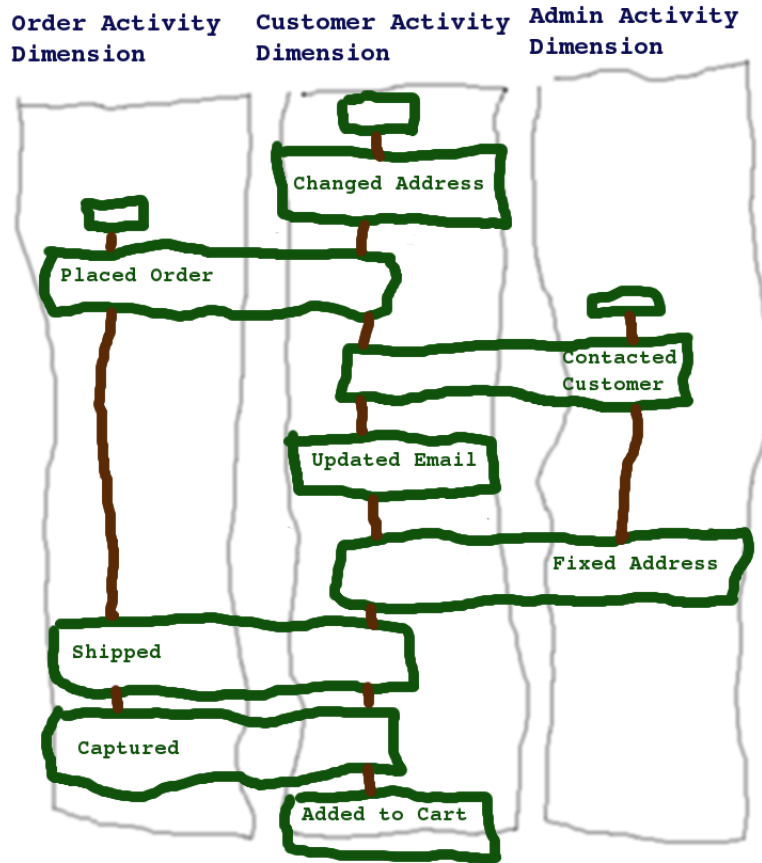 Order Activity
Dimension
Customer Activity
Dimension
Admin Activity
Dimension
Changed Address
Placed Order
Contacted
Customer
Updated Email
Fixed Address
Shipped
Captured
Added to Cart